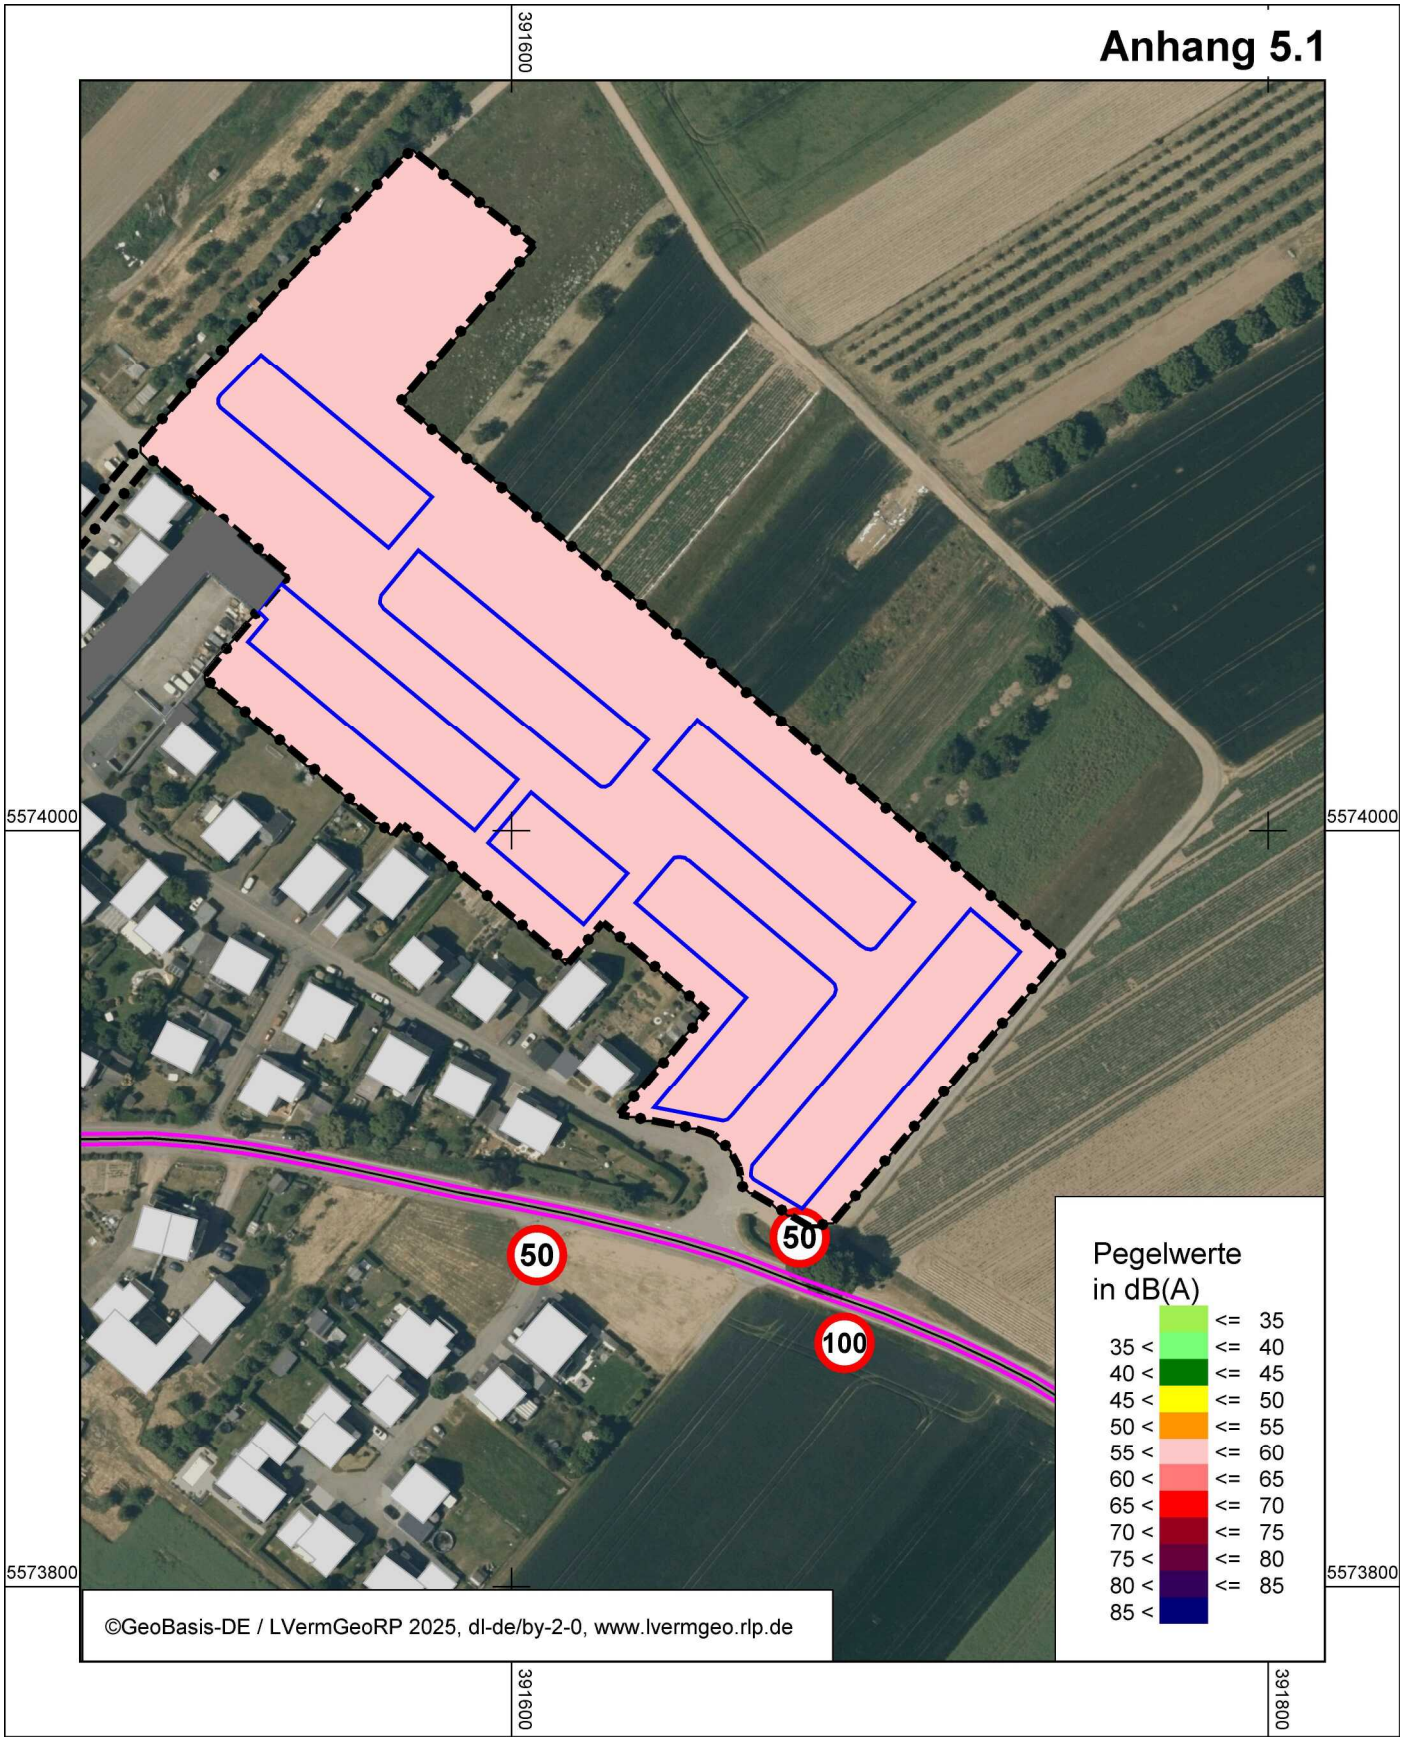 391600
Anhang 5.1
5574000
5574000
50
50
100
Pegelwerte
in dB(A)
<= 35
35 < <= 40
40 < <= 45
45 < <= 50
50 < <= 55
55 < <= 60
60 < <= 65
65 < <= 70
70 < <= 75
75 < <= 80
80 < <= 85
85 <
5573800
5573800
©GeoBasis-DE / LVermGeoRP 2025, dl-de/by-2-0, www.lvermgeo.rlp.de
391600
391800